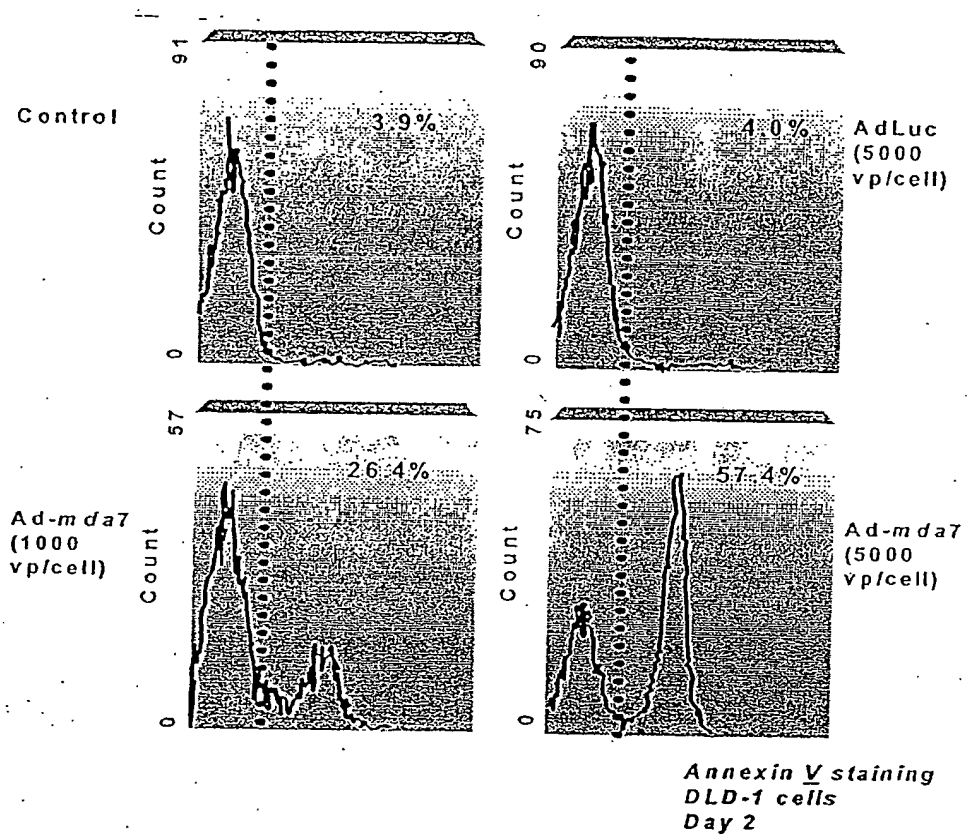 91
Control
3.9%
Count
0
90
4.0%
AdLuc
(5000
vp/cell)
Count
0
57
26.4%
Ad-mda7
(1000
vp/cell)
Count
0
75
57.4%
Ad-mda7
(5000
vp/cell)
Count
0
Annexin V staining
DLD-1 cells
Day 2